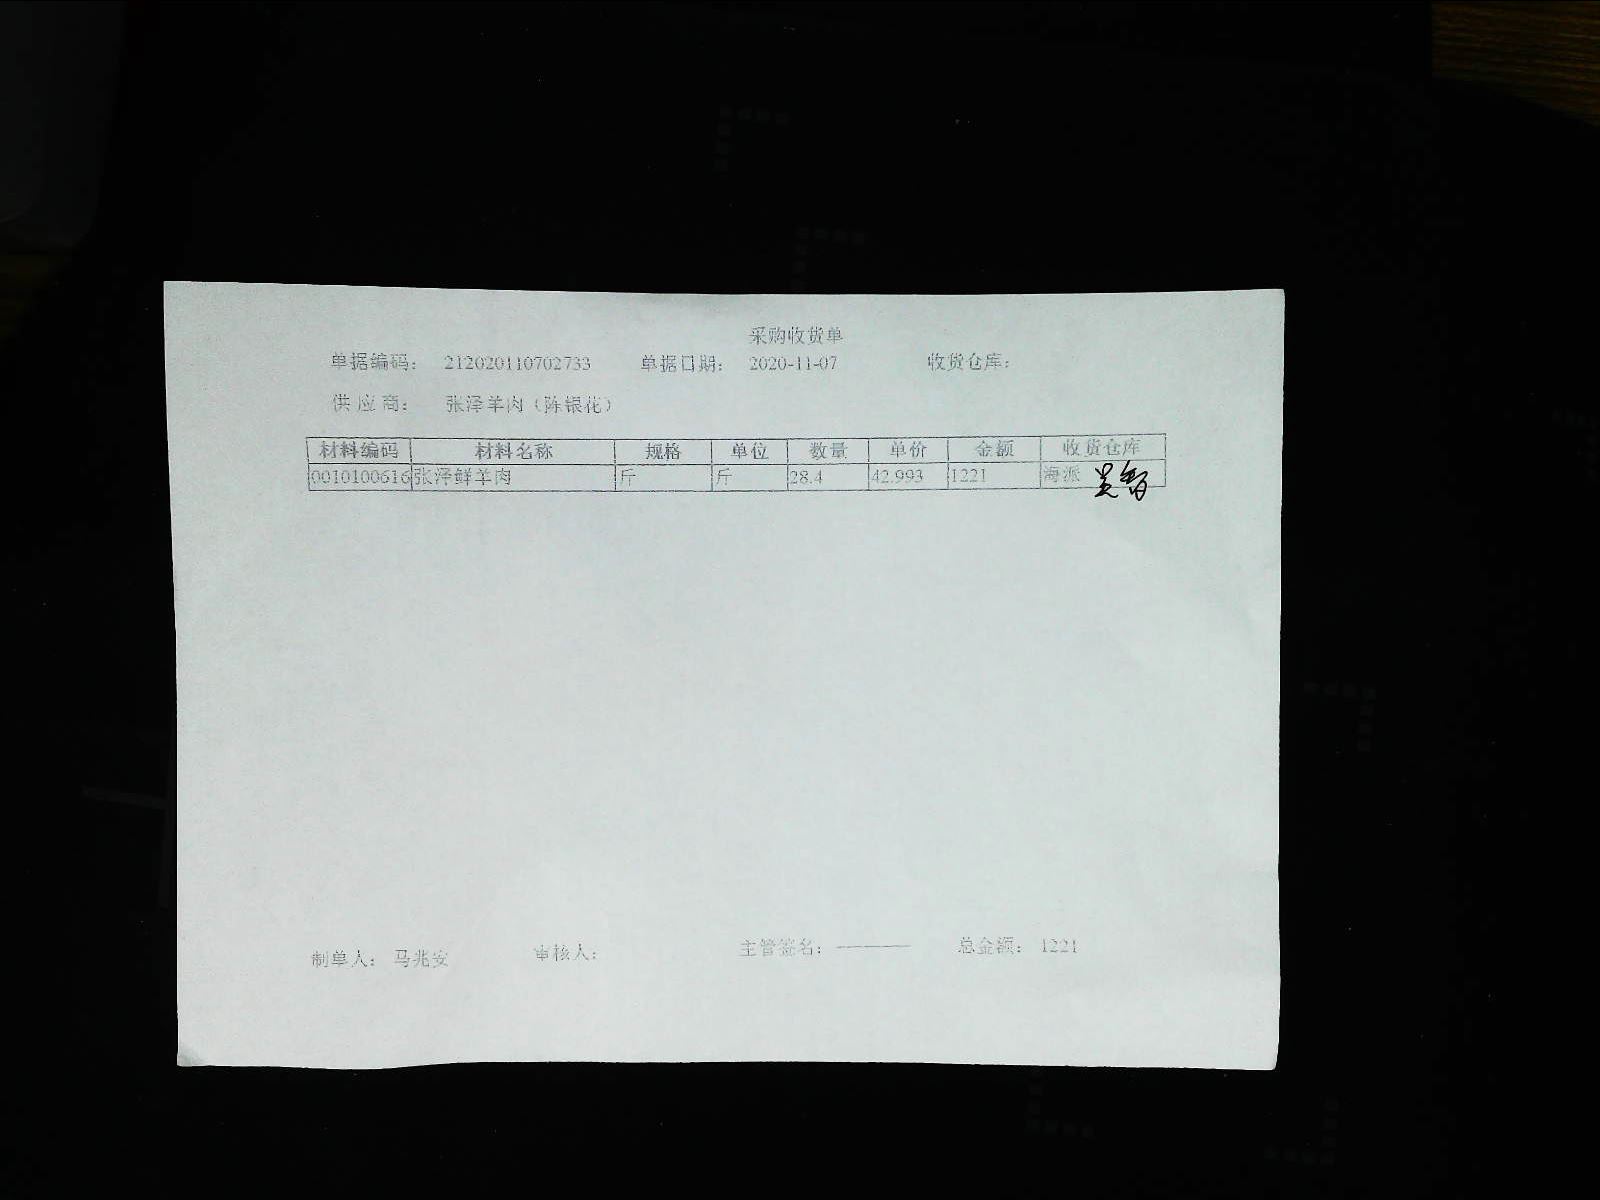 采购收货单
单据编码： 212020110702733 单据日期： 2020-11-07 收货仓库：
供应商： 张泽羊肉（陈银花）
材料编码 材料名称 规格 单位 数量 单价 金额 收货仓库
0010100616 张泽鲜羊肉 斤 斤 28.4 42.993 1221 海派
制单人： 马兆安 审核人： 主管签名： 总金额： 1221